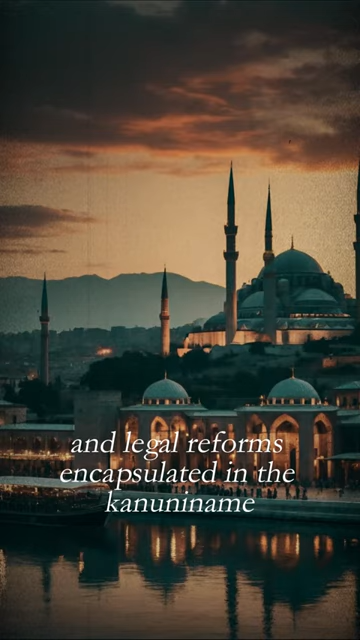 and legal reforms
encapsulated in the
kanuniname